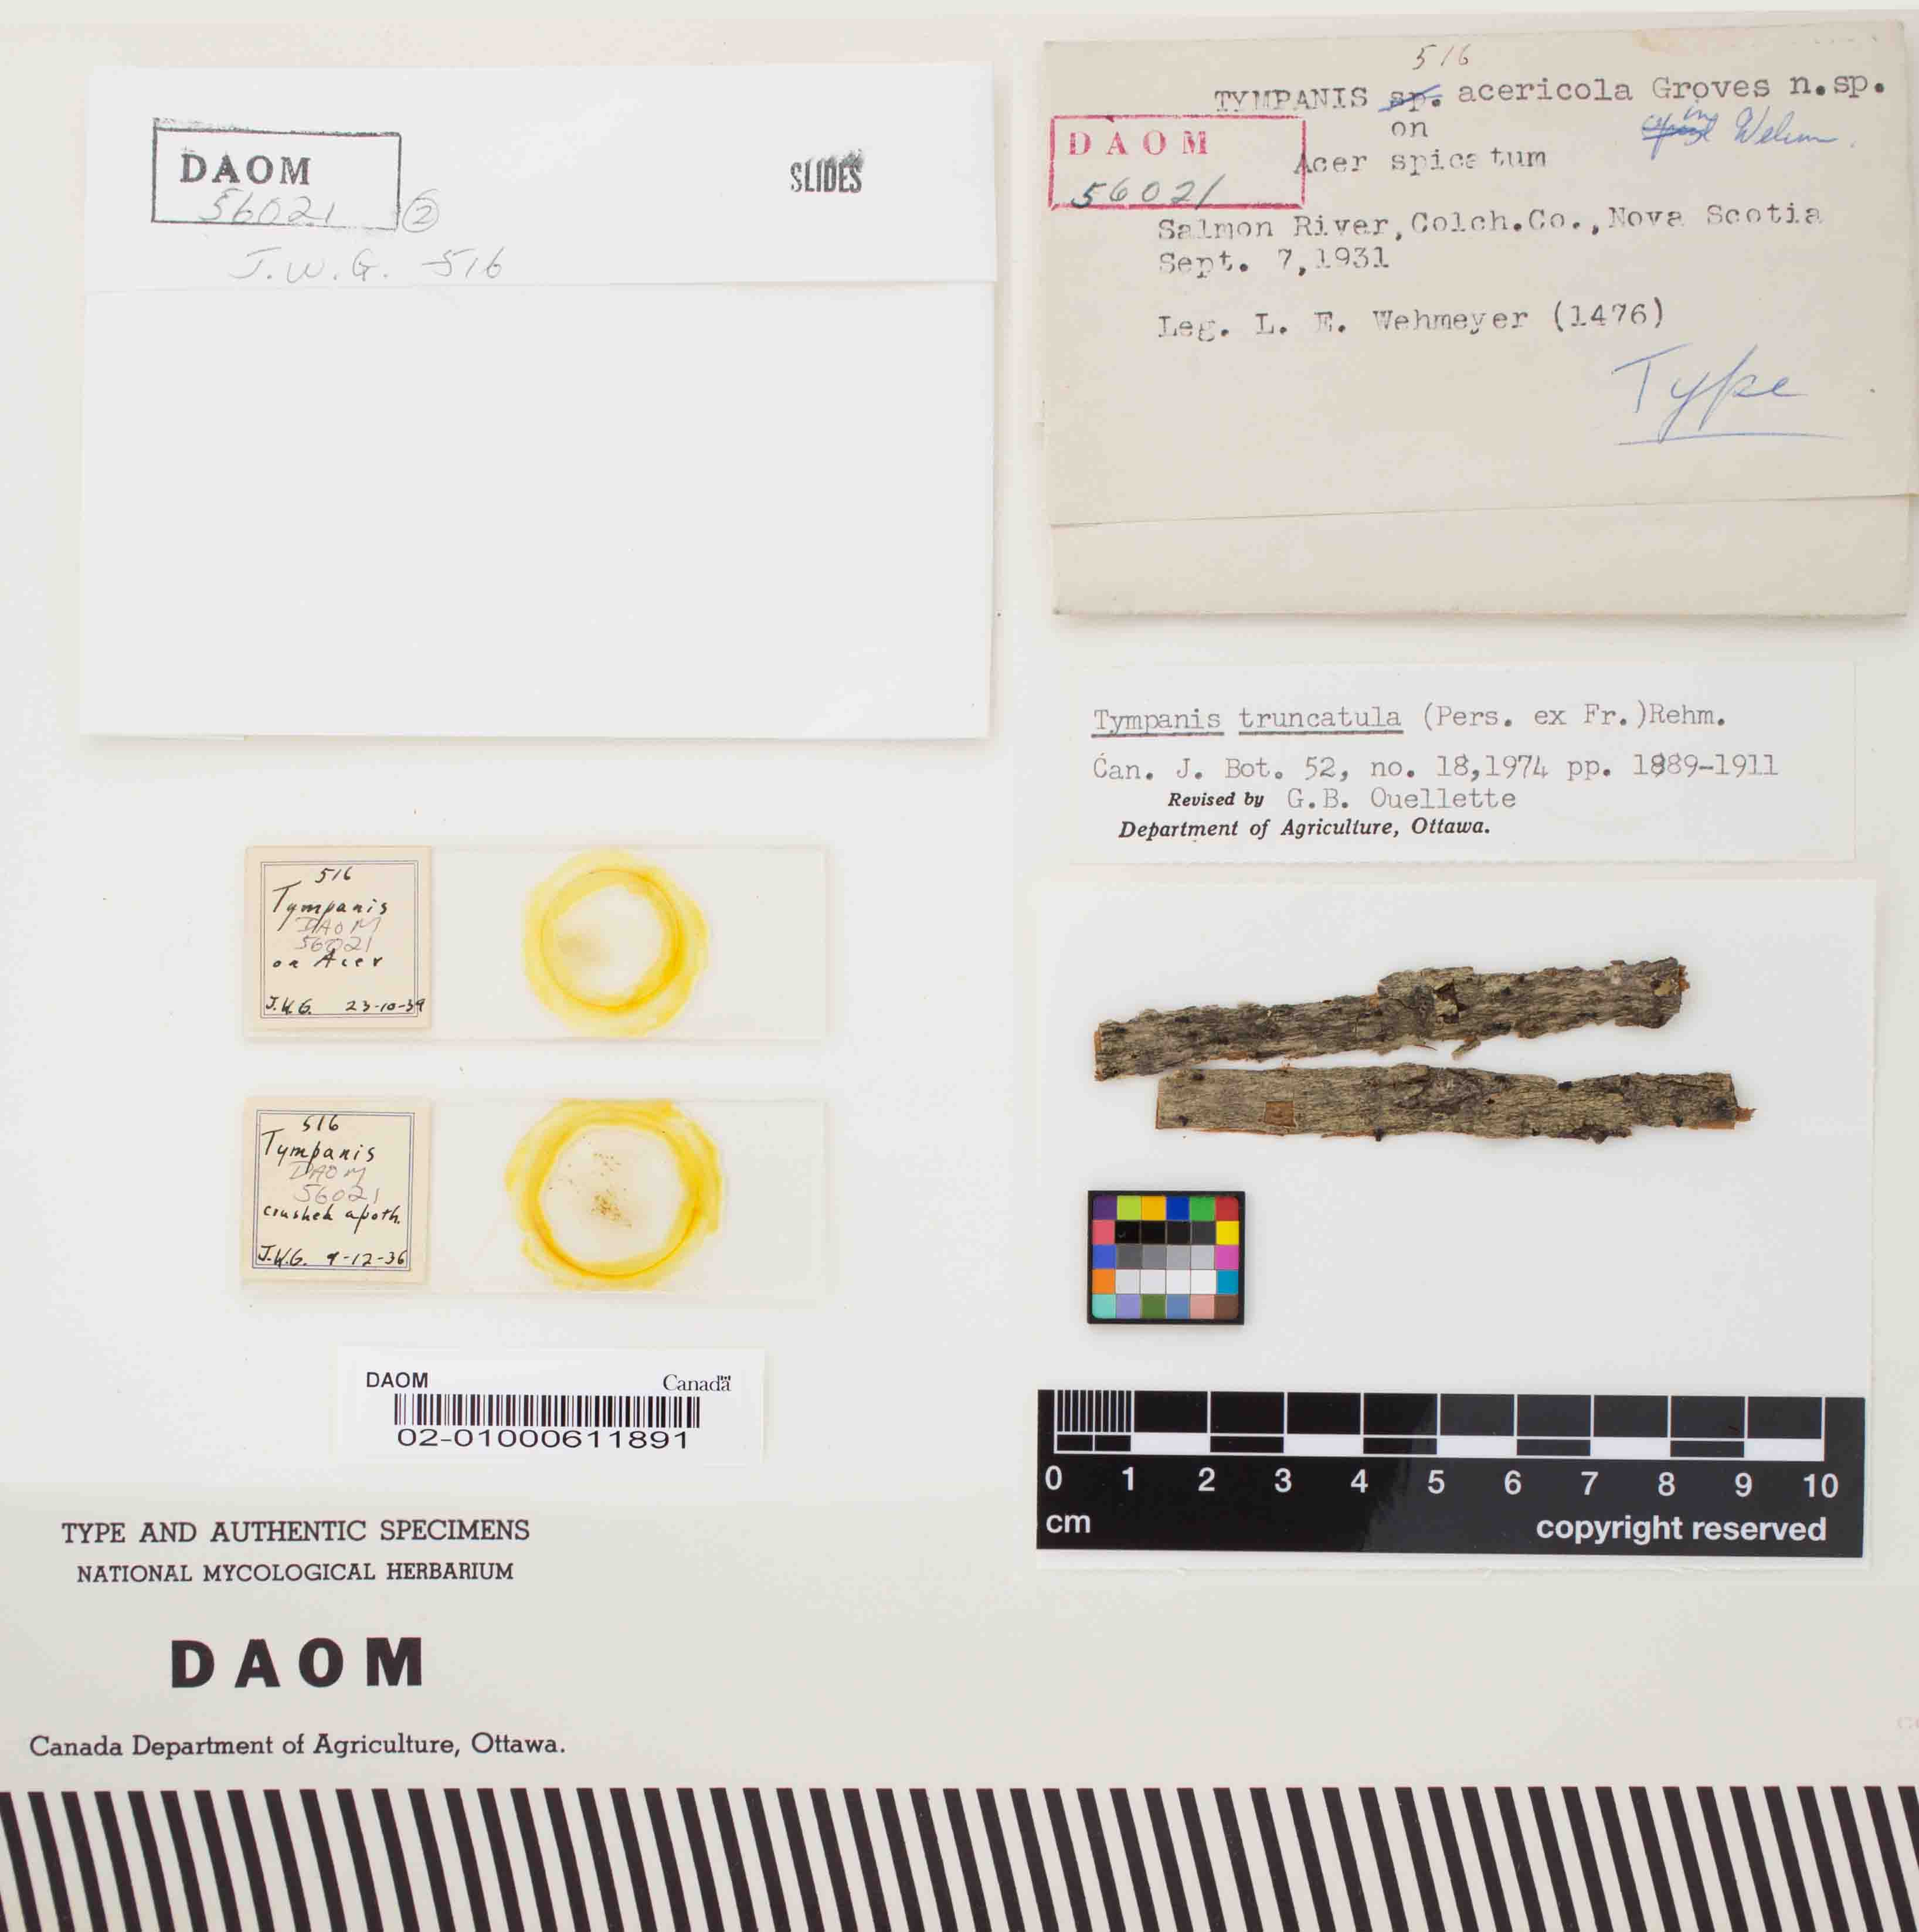 DAOM
56021 2
J.W.G. 516
SLIDES
516
TYMPANIS sp. acericola Groves n.sp.
in
on
Acer spicatum
DAOM
56021
Salmon River, Colch.Co., Nova Scotia
Sept. 7, 1931
Leg. L. E. Wehmeyer (1476)
Type
Tympanis truncatula (Pers. ex Fr.)Rehm.
Can. J. Bot. 52, no. 18,1974 pp. 1889-1911
Revised by G.B. Ouellette
Department of Agriculture, Ottawa.
516
Tympanis
DAOM
56021
on Acer
J.W.G. 23-10-39
516
Tympanis
DAOM
56021
crushed apoth.
J.W.G. 9-12-36
DAOM Canada
02-01000611891
0 1 2 3 4 5 6 7 8 9 10
cm copyright reserved
TYPE AND AUTHENTIC SPECIMENS
NATIONAL MYCOLOGICAL HERBARIUM
DAOM
Canada Department of Agriculture, Ottawa.